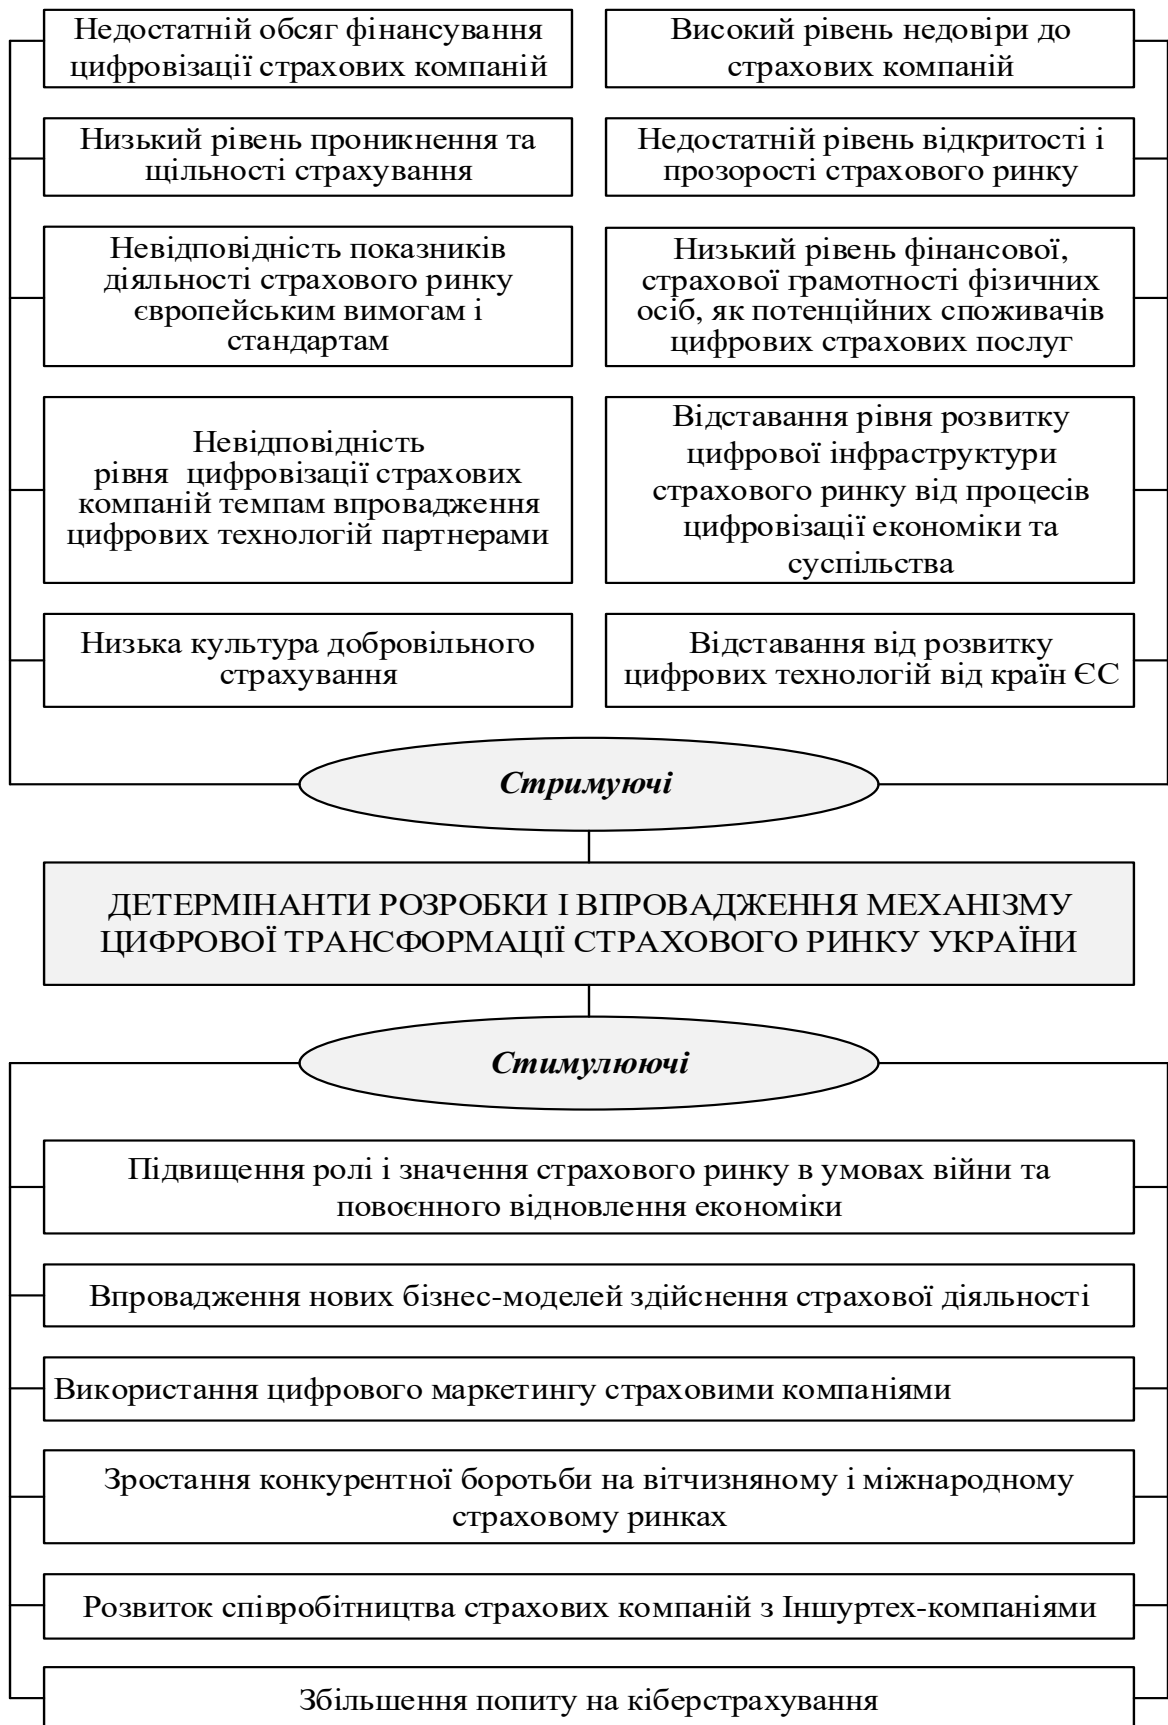 Недостатній обсяг фінансування
цифровізації страхових компаній
Високий рівень недовіри до
страхових компаній
Низький рівень проникнення та
щільності страхування
Недостатній рівень відкритості і
прозорості страхового ринку
Невідповідність показників
діяльності страхового ринку
європейським вимогам і
стандартам
Низький рівень фінансової,
страхової грамотності фізичних
осіб, як потенційних споживачів
цифрових страхових послуг
Невідповідність
рівня цифровізації страхових
компаній темпам впровадження
цифрових технологій партнерами
Відставання рівня розвитку
цифрової інфраструктури
страхового ринку від процесів
цифровізації економіки та
суспільства
Низька культура добровільного
страхування
Відставання від розвитку
цифрових технологій від країн ЄС
Стримуючі
ДЕТЕРМІНАНТИ РОЗРОБКИ І ВПРОВАДЖЕННЯ МЕХАНІЗМУ
ЦИФРОВОЇ ТРАНСФОРМАЦІЇ СТРАХОВОГО РИНКУ УКРАЇНИ
Стимулюючі
Підвищення ролі і значення страхового ринку в умовах війни та
повоєнного відновлення економіки
Впровадження нових бізнес-моделей здійснення страхової діяльності
Використання цифрового маркетингу страховими компаніями
Зростання конкурентної боротьби на вітчизняному і міжнародному
страховому ринках
Розвиток співробітництва страхових компаній з Іншуртех-компаніями
Збільшення попиту на кіберстрахування